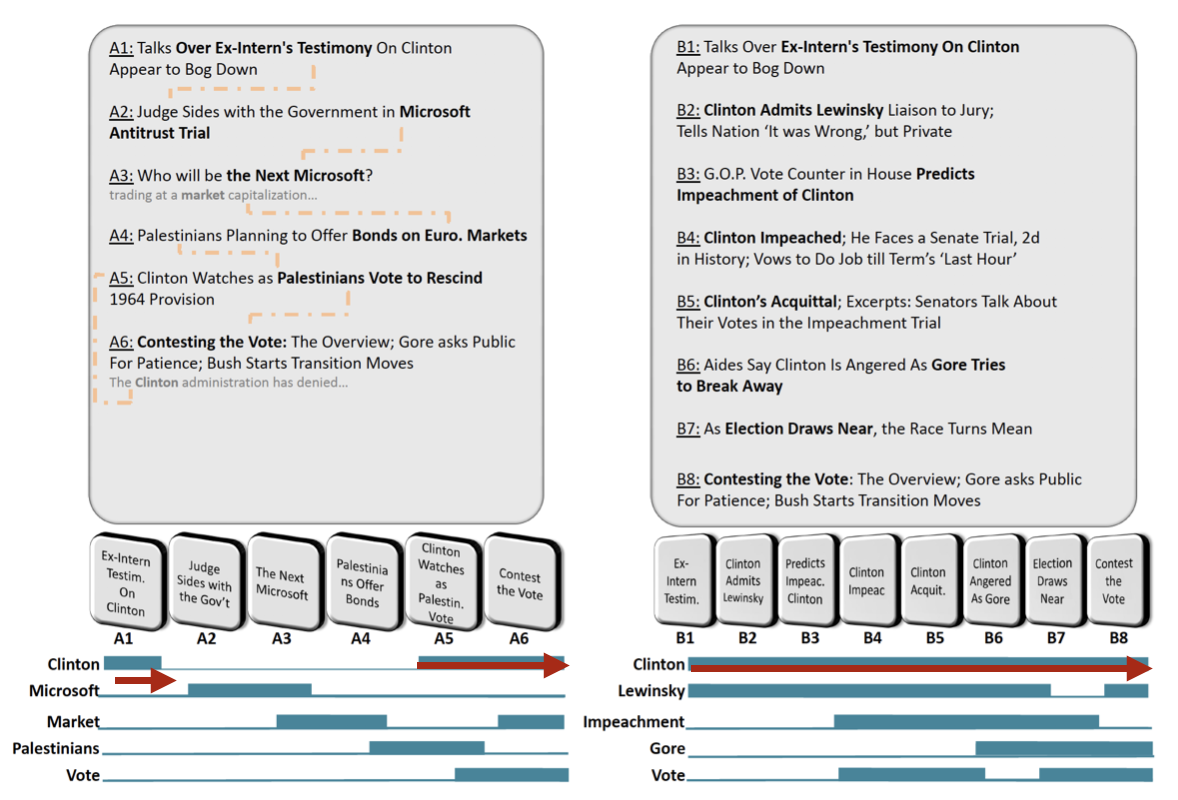 A1: Talks Over Ex-Intern's Testimony On Clinton
Appear to Bog Down
A2: Judge Sides with the Government in Microsoft
Antitrust Trial
A3: Who will be the Next Microsoft?
trading at a market capitalization...
A4: Palestinians Planning to Offer Bonds on Euro. Markets
A5: Clinton Watches as Palestinians Vote to Rescind
1964 Provision
A6: Contesting the Vote: The Overview; Gore asks Public
For Patience; Bush Starts Transition Moves
The Clinton administration has denied...
B1: Talks Over Ex-Intern's Testimony On Clinton
Appear to Bog Down
B2: Clinton Admits Lewinsky Liaison to Jury;
Tells Nation ‘It was Wrong,’ but Private
B3: G.O.P. Vote Counter in House Predicts
Impeachment of Clinton
B4: Clinton Impeached; He Faces a Senate Trial, 2d
in History; Vows to Do Job till Term’s ‘Last Hour’
B5: Clinton’s Acquittal; Excerpts: Senators Talk About
Their Votes in the Impeachment Trial
B6: Aides Say Clinton Is Angered As Gore Tries
to Break Away
B7: As Election Draws Near, the Race Turns Mean
B8: Contesting the Vote: The Overview; Gore asks Public
For Patience; Bush Starts Transition Moves
Ex-Intern
Testim.
On
Clinton
Judge
Sides with
the Gov't
The Next
Microsoft
Palestinia
ns Offer
Bonds
Clinton
Watches
as
Palestin.
Vote
Contest
the Vote
A1
A2
A3
A4
A5
A6
Clinton
Microsoft
Market
Palestinians
Vote
Ex-
Intern
Testim.
Clinton
Admits
Lewinsky
Predicts
Impeac.
Clinton
Clinton
Impeac
Clinton
Acquit.
Clinton
Angered
As Gore
Election
Draws
Near
Contest
the
Vote
B1
B2
B3
B4
B5
B6
B7
B8
Clinton
Lewinsky
Impeachment
Gore
Vote